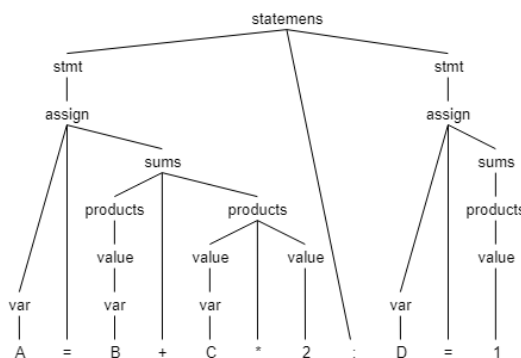 statemens
stmt stmt
assign assign
sums sums
products products products
value value value value
var var var var
A = B + C * 2 ; D = 1